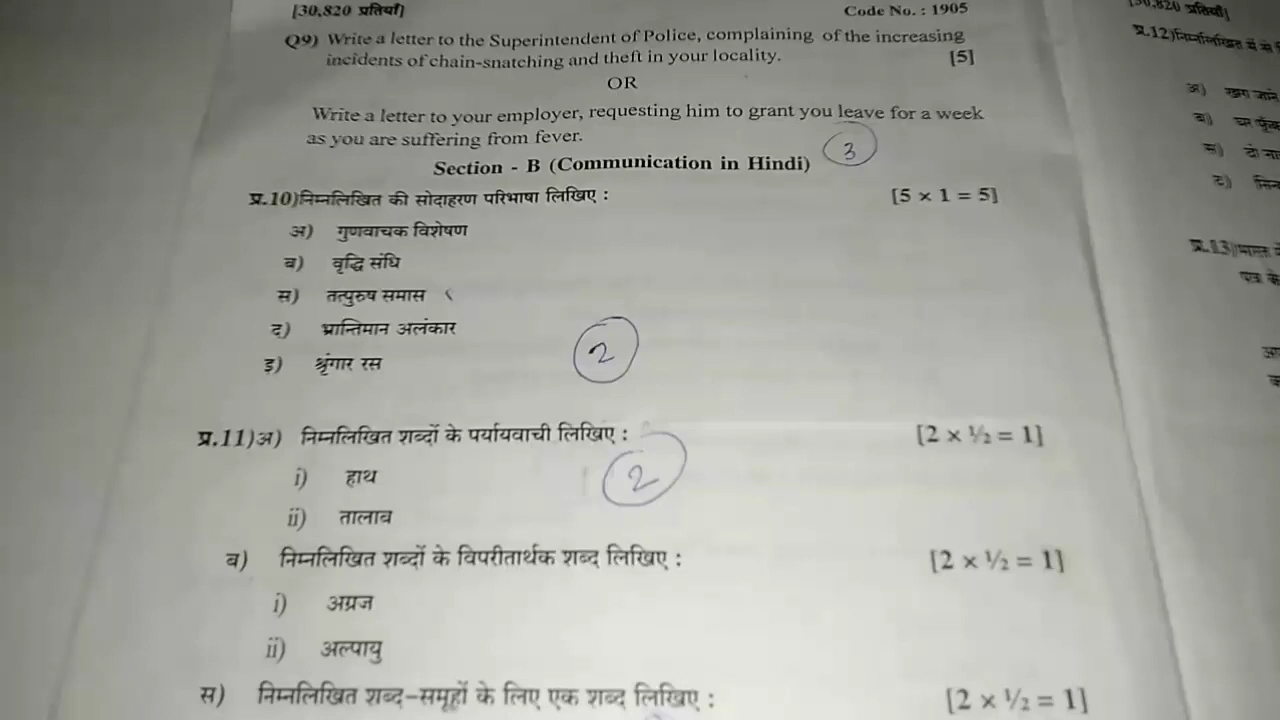 [30,820 प्रतियाँ]
Code No. : 1905
Q9) Write a letter to the Superintendent of Police, complaining of the increasing
incidents of chain-snatching and theft in your locality. [5]
OR
Write a letter to your employer, requesting him to grant you leave for a week
as you are suffering from fever.
3
Section - B (Communication in Hindi)
प्र.10)निम्नलिखित की सोदाहरण परिभाषा लिखिए : [5 × 1 = 5]
अ) गुणवाचक विशेषण
ब) वृद्धि संधि
स) तत्पुरुष समास
द) भ्रान्तिमान अलंकार
इ) श्रृंगार रस
2
प्र.11)अ) निम्नलिखित शब्दों के पर्यायवाची लिखिए : [2 × ½ = 1]
i) हाथ
2
ii) तालाब
ब) निम्नलिखित शब्दों के विपरीतार्थक शब्द लिखिए : [2 × ½ = 1]
i) अग्रज
ii) अल्पायु
स) निम्नलिखित शब्द-समूहों के लिए एक शब्द लिखिए : [2 × ½ = 1]
प्र.12)निम्नलिखित में से
अ)
ब)
स)
द)
प्र.13)भारत
पत्र के